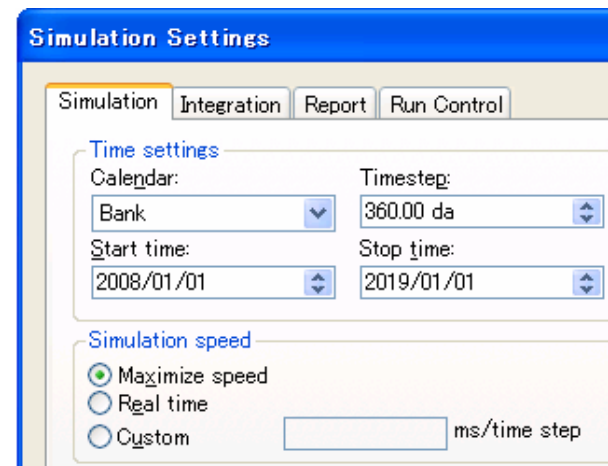 Simulation Settings
Simulation Integration Report Run Control
Time settings
Calendar: Timestep:
Bank 360.00 da
Start time: Stop time:
2008/01/01 2019/01/01
Simulation speed
Maximize speed
Real time
Custom ms/time step